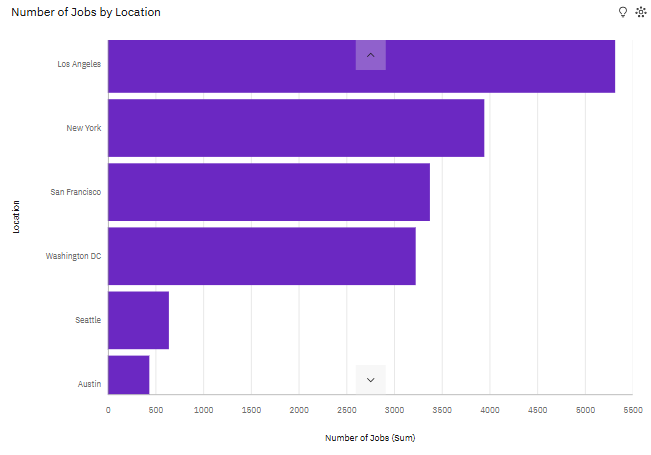 Number of Jobs by Location
Location
Los Angeles
New York
San Francisco
Washington DC
Seattle
Austin
0 500 1000 1500 2000 2500 3000 3500 4000 4500 5000 5500
Number of Jobs (Sum)